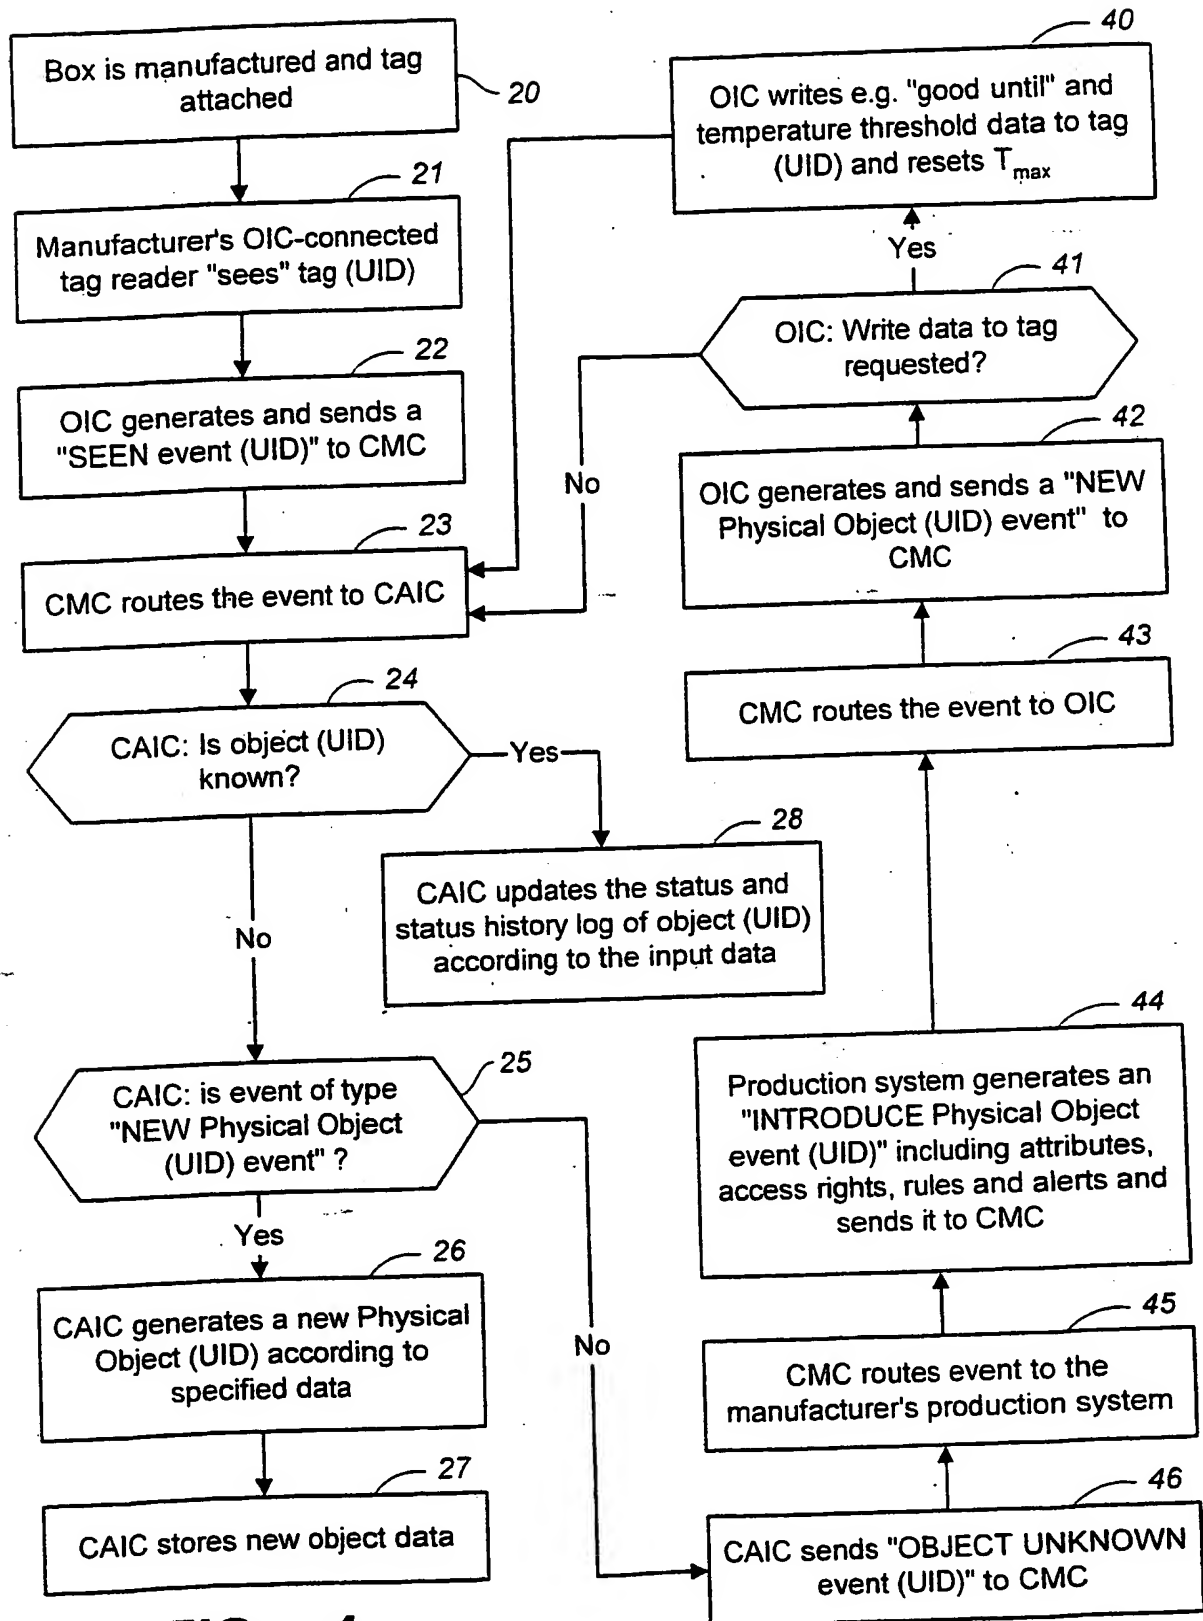 Box is manufactured and tag
attached
20
21
Manufacturer's OIC-connected
tag reader "sees" tag (UID)
22
OIC generates and sends a
"SEEN event (UID)" to CMC
23
CMC routes the event to CAIC
24
CAIC: Is object (UID)
known?
Yes
28
CAIC updates the status and
status history log of object (UID)
according to the input data
No
25
CAIC: is event of type
"NEW Physical Object
(UID) event" ?
Yes
26
CAIC generates a new Physical
Object (UID) according to
specified data
27
CAIC stores new object data
No
40
OIC writes e.g. "good until" and
temperature threshold data to tag
(UID) and resets Tmax
Yes
41
OIC: Write data to tag
requested?
No
42
OIC generates and sends a "NEW
Physical Object (UID) event" to
CMC
43
CMC routes the event to OIC
44
Production system generates an
"INTRODUCE Physical Object
event (UID)" including attributes,
access rights, rules and alerts and
sends it to CMC
45
CMC routes event to the
manufacturer's production system
46
CAIC sends "OBJECT UNKNOWN
event (UID)" to CMC